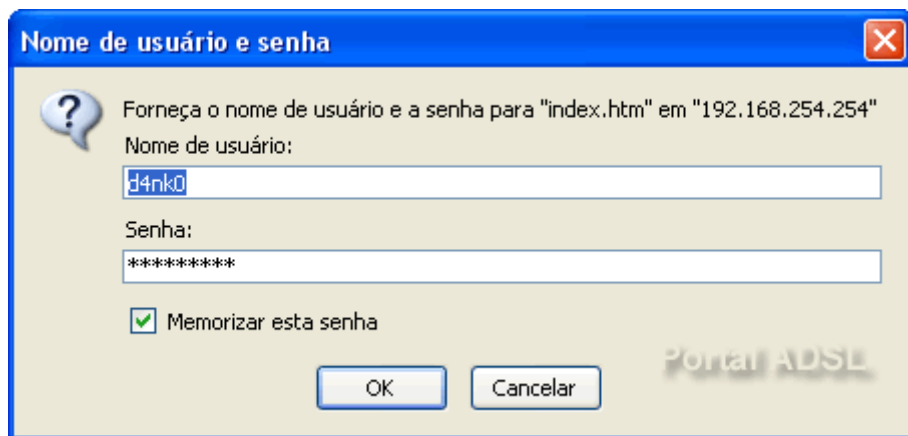 Nome de usuário e senha
Forneça o nome de usuário e a senha para "index.htm" em "192.168.254.254"
Nome de usuário:
d4nk0
Senha:
*********
Memorizar esta senha
Portal ADSL
OK
Cancelar